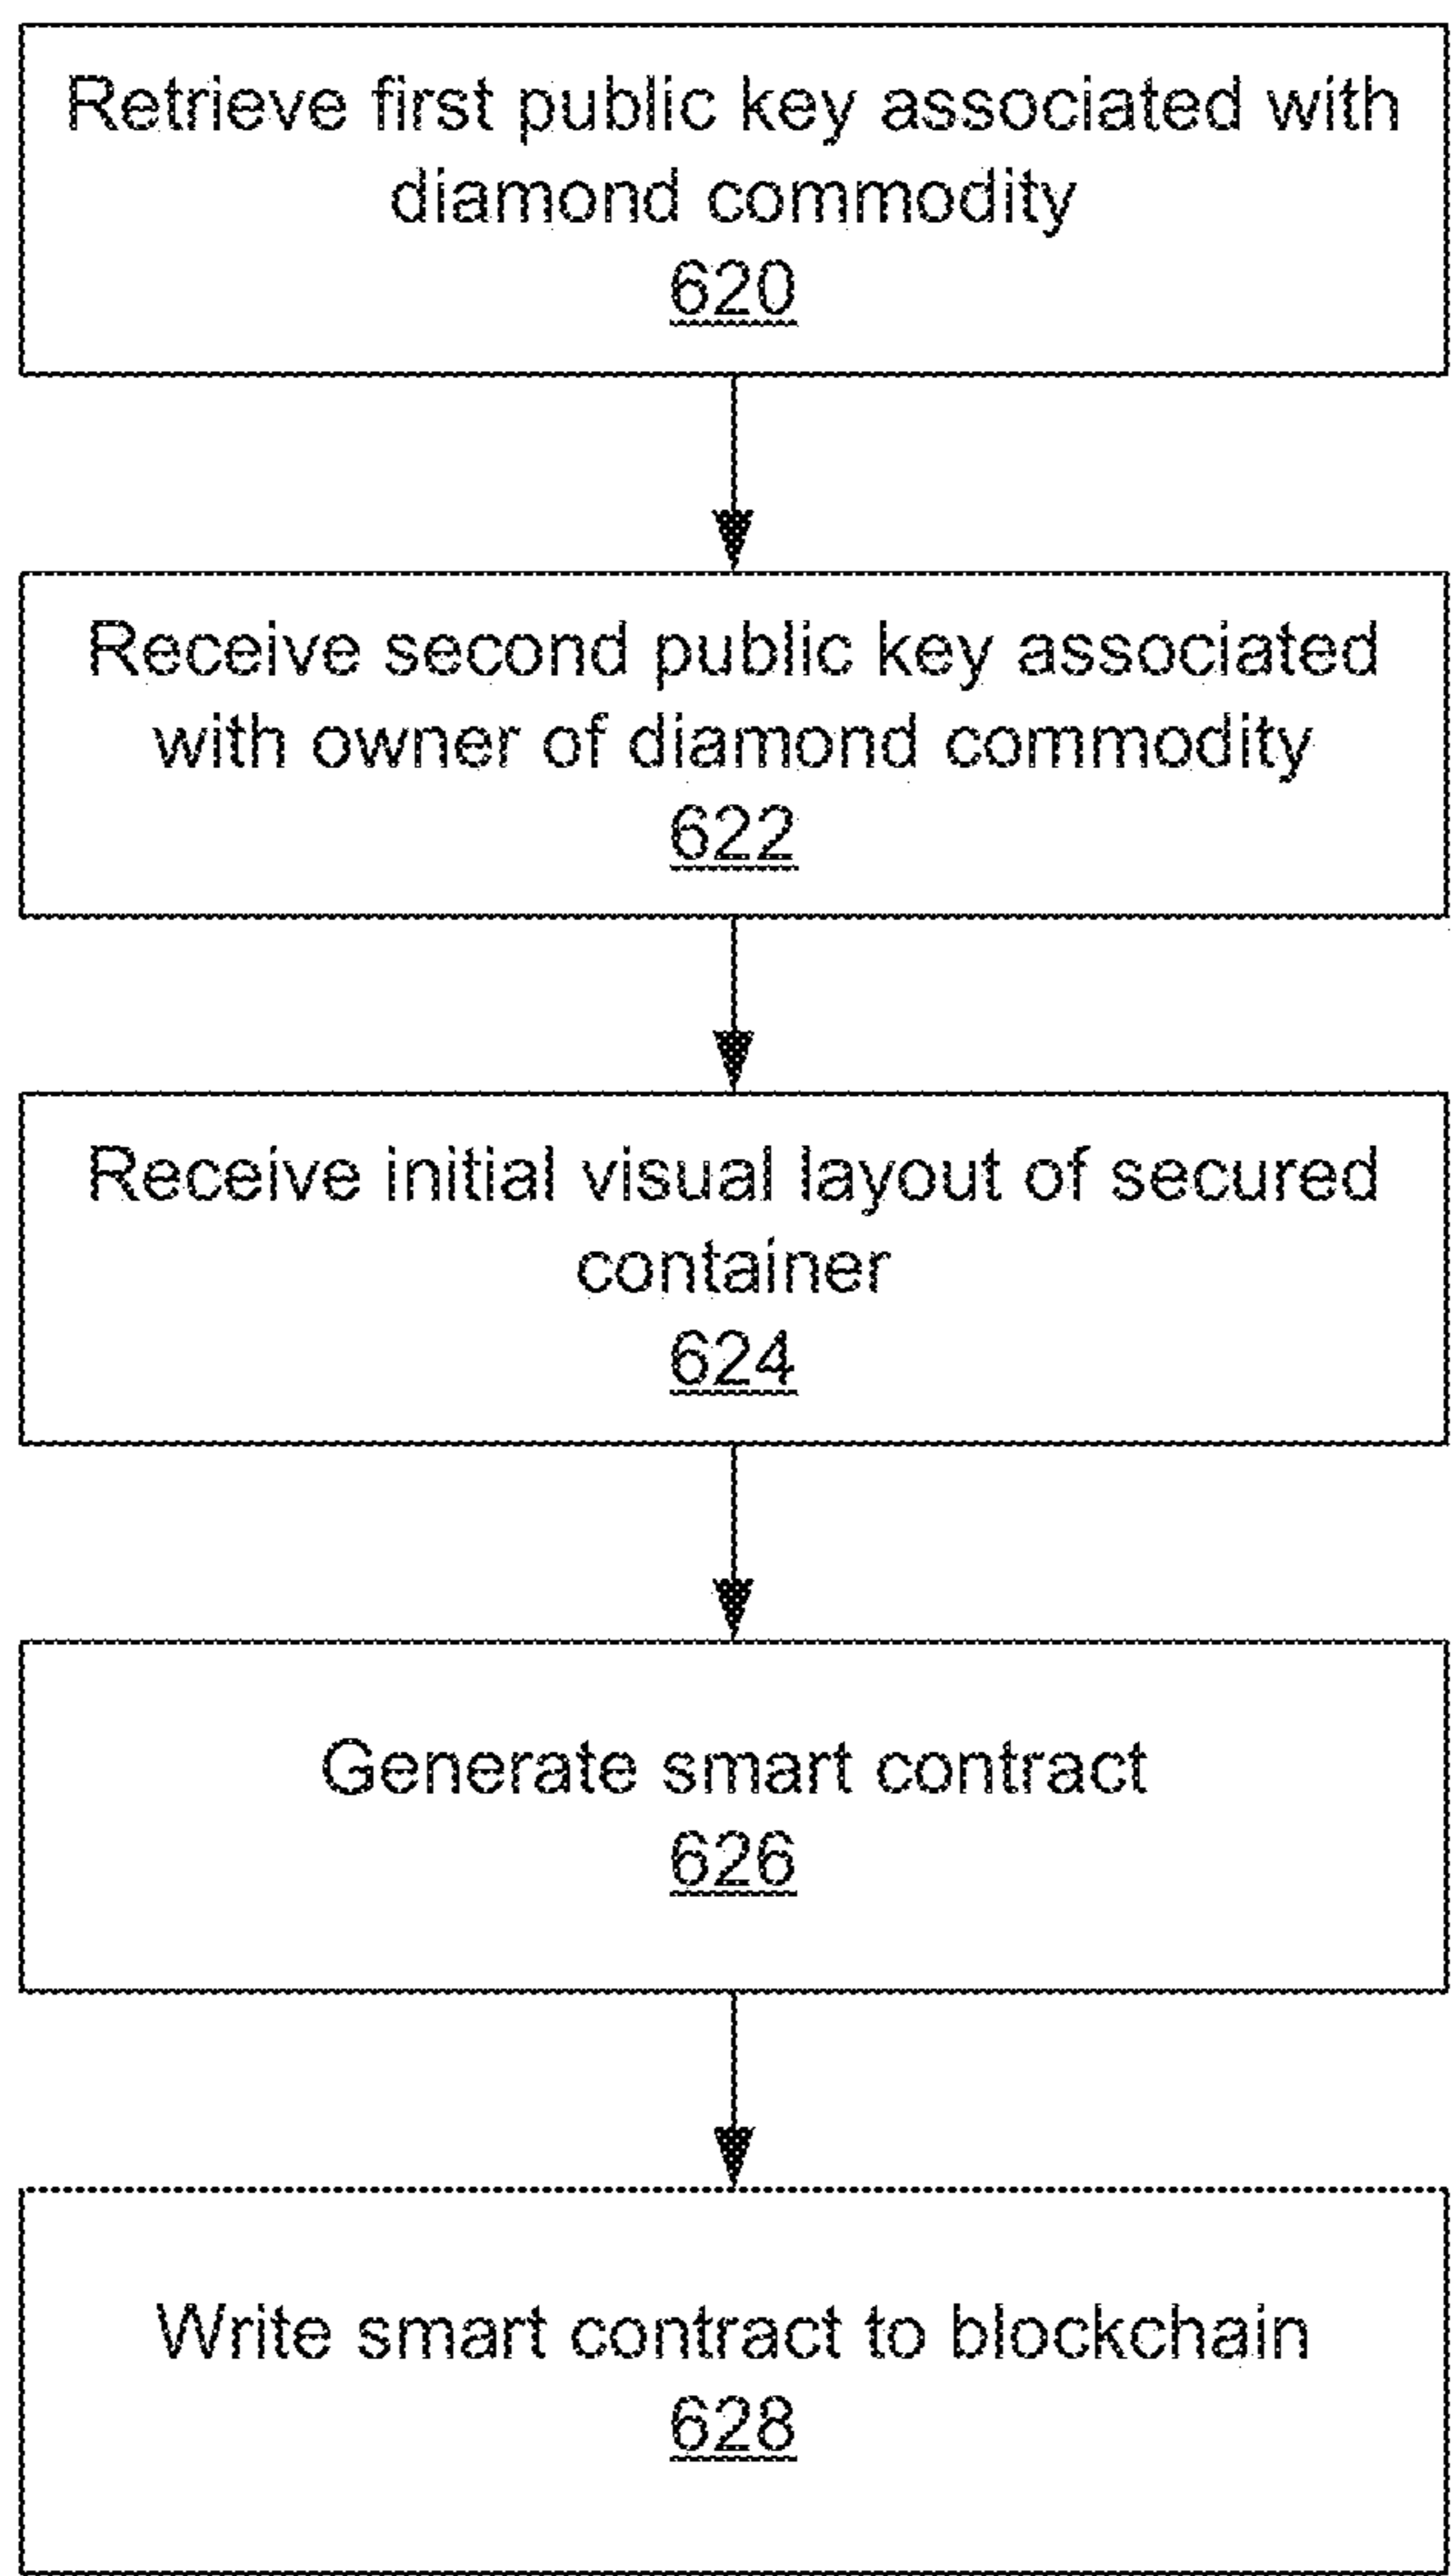 Retrieve first public key associated with
diamond commodity
620
Receive second public key associated
with owner of diamond commodity
622
Receive initial visual layout of secured
container
624
Generate smart contract
626
Write smart contract to blockchain
628